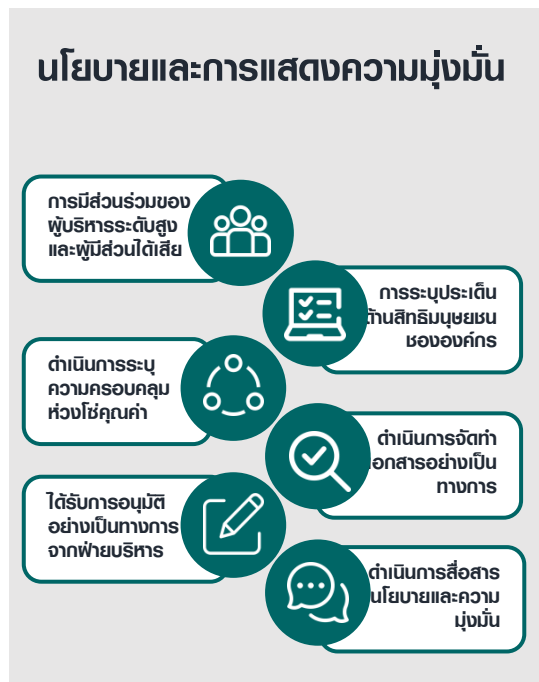 นโยบายและการแสดงความมุ่งมั่น
การมีส่วนร่วมของ
ผู้บริหารระดับสูง
และผู้มีส่วนได้เสีย
การระบุประเด็น
ด้านสิทธิมนุษยชน
ชององค์กร
ดำเนินการระบุ
ความครอบคลุม
ห่วงโซ่คุณค่า
ดำเนินการจัดทำ
เอกสารอย่างเป็น
ทางการ
ได้รับการอนุมัติ
อย่างเป็นทางการ
จากฝ่ายบริหาร
ดำเนินการสื่อสาร
นโยบายและความ
มุ่งมั่น